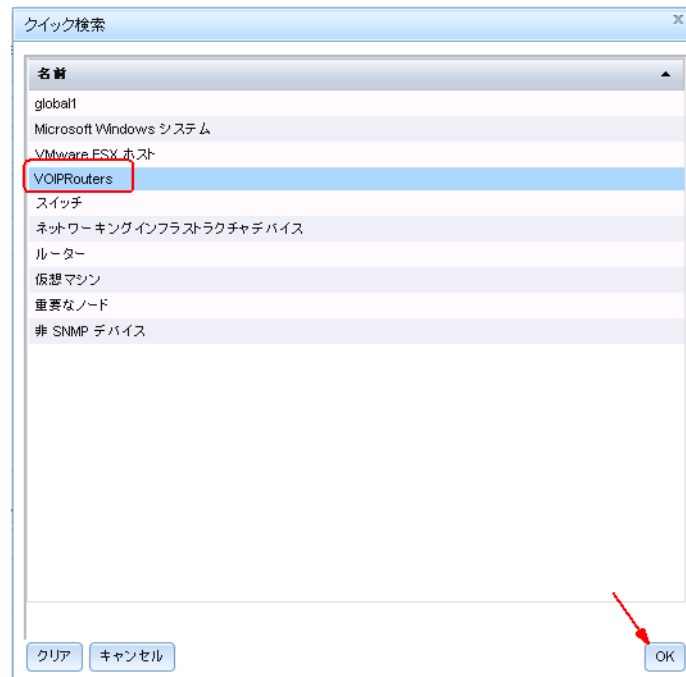 クイック検索
x
名前
global1
Microsoft Windows システム
VMware ESX ホスト
VOIPRouters
スイッチ
ネットワーキングインフラストラクチャデバイス
ルーター
仮想マシン
重要なノード
非 SNMP デバイス
クリア キャンセル OK